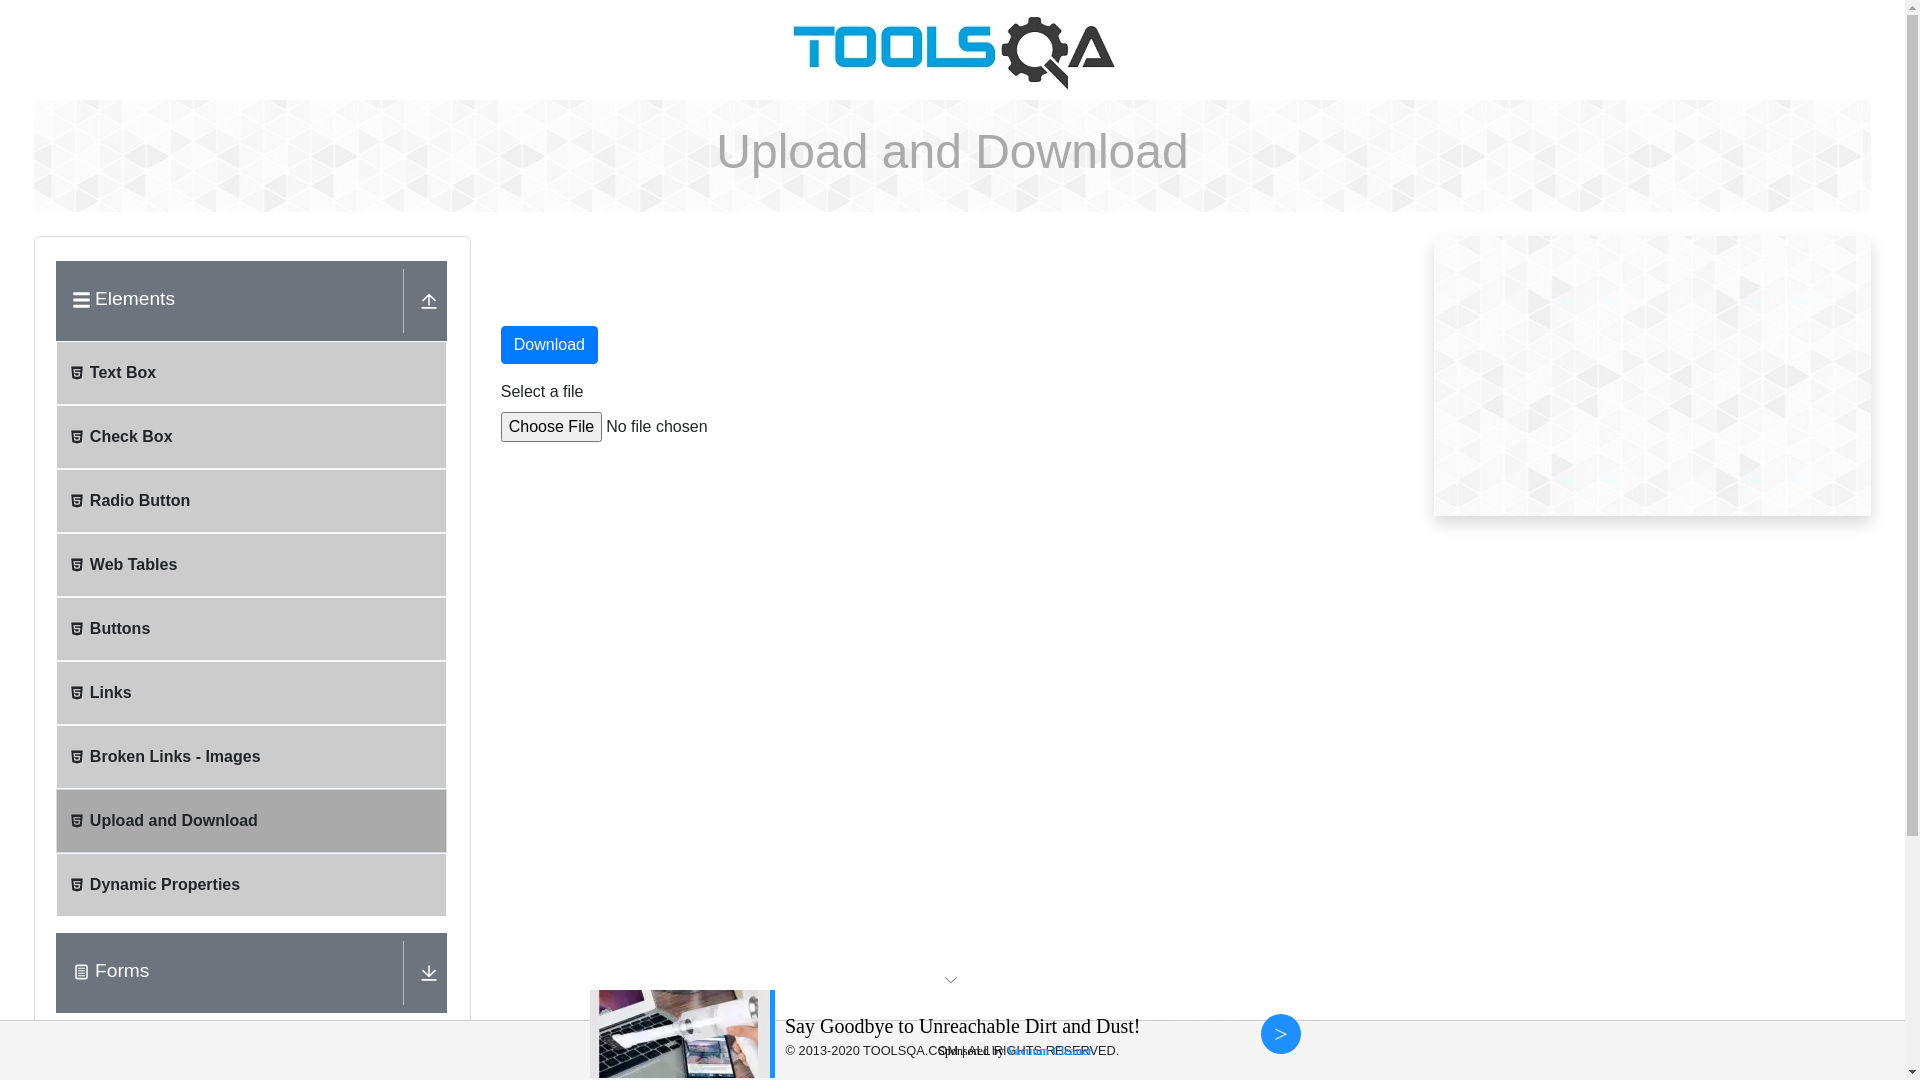 TOOLSQA
Upload and Download
Elements
Text Box
Check Box
Radio Button
Web Tables
Buttons
Links
Broken Links - Images
Upload and Download
Dynamic Properties
Forms
Download
Select a file
Choose File No file chosen
Say Goodbye to Unreachable Dirt and Dust!
© 2013-2020 TOOLSQA.COM | ALL RIGHTS RESERVED.
Sponsored by
>